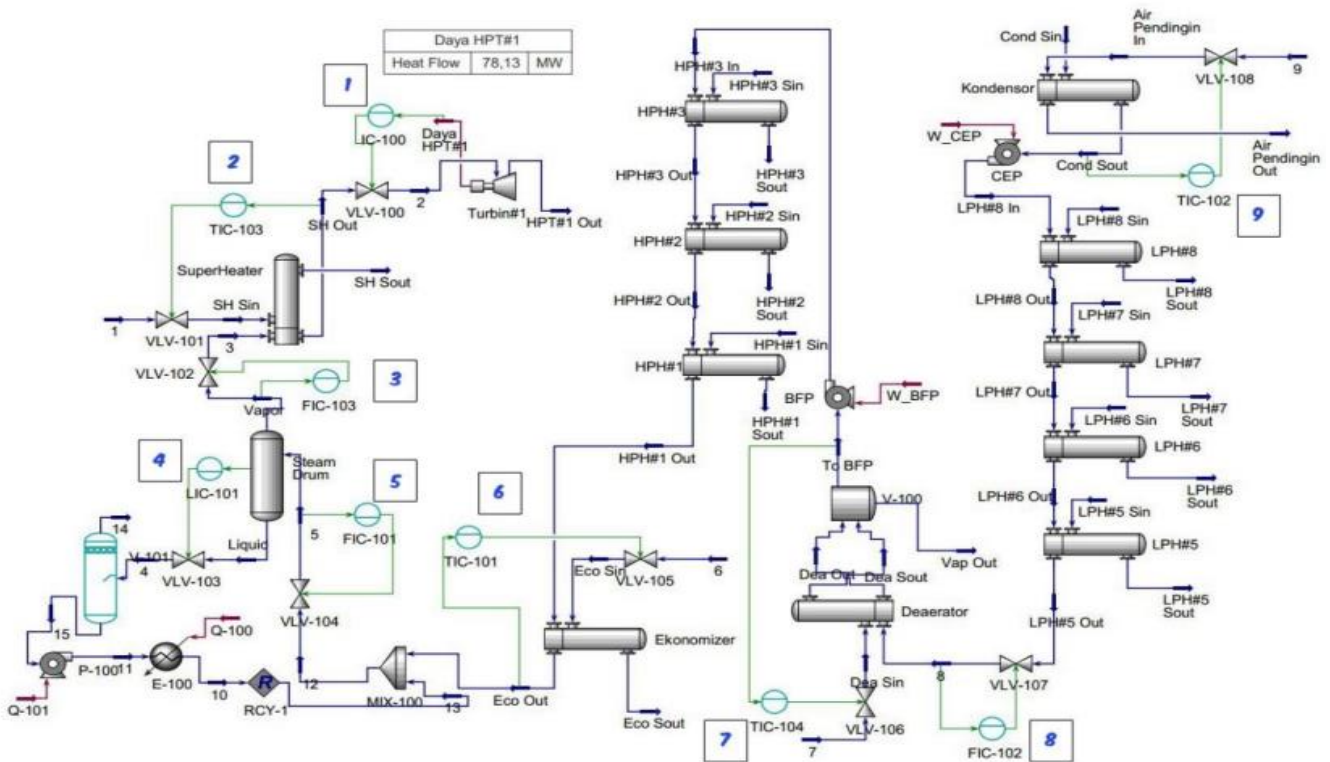 Daya HPT#1
Heat Flow 78,13 MW
1
IC-100
Daya
HPT#1
VLV-100
2
Turbin#1
HPT#1 Out
2
TIC-103
SH Out
SuperHeater
SH Sout
SH Sin
1
VLV-101
3
VLV-102
3
FIC-103
Vapor
4
LIC-101
Steam
Drum
5
FIC-101
5
14
V-101
4
VLV-103
Liquid
VLV-104
15
P-100
11
Q-100
E-100
10
Q-101
RCY-1
12
MIX-100
13
6
TIC-101
Eco Sin
VLV-105
6
Ekonomizer
Eco Out
Eco Sout
HPH#3 In
HPH#3 Sin
HPH#3
HPH#3 Out
HPH#3
Sout
HPH#2 Sin
HPH#2
HPH#2 Out
HPH#2
Sout
HPH#1 Sin
HPH#1
HPH#1
Sout
HPH#1 Out
BFP
W_BFP
To BFP
V-100
Vap Out
Dea Out
Dea Sout
Deaerator
Dea Sin
7
TIC-104
VLV-106
7
8
VLV-107
FIC-102
8
Cond Sin
Air
Pendingin
In
VLV-108
9
Kondensor
W_CEP
CEP
Cond Sout
Air
Pendingin
Out
TIC-102
9
LPH#8 In
LPH#8 Sin
LPH#8
LPH#8 Out
LPH#8
Sout
LPH#7 Sin
LPH#7
LPH#7 Out
LPH#7
Sout
LPH#6 Sin
LPH#6
LPH#6 Out
LPH#6
Sout
LPH#5 Sin
LPH#5
LPH#5
Sout
LPH#5 Out